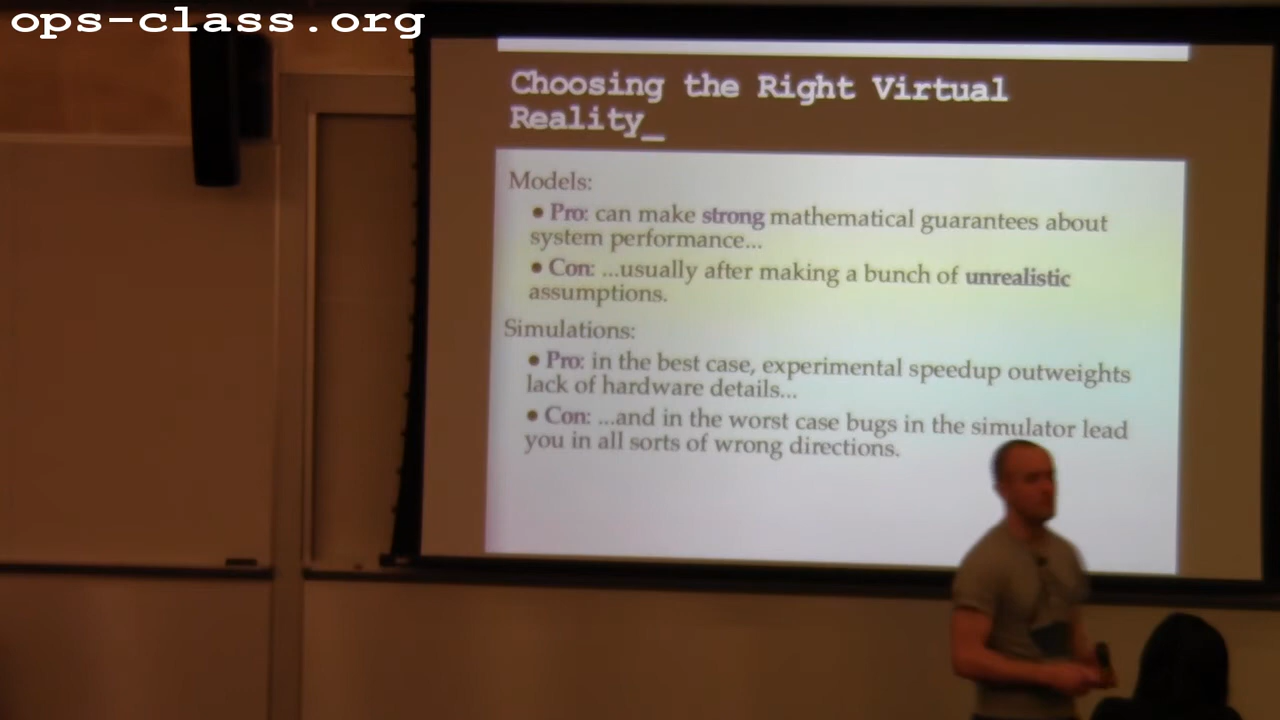 ops-class.org
Choosing the Right Virtual
Reality_
Models:
• Pro: can make strong mathematical guarantees about
system performance...
• Con: ...usually after making a bunch of unrealistic
assumptions.
Simulations:
• Pro: in the best case, experimental speedup outweights
lack of hardware details...
• Con: ...and in the worst case bugs in the simulator lead
you in all sorts of wrong directions.